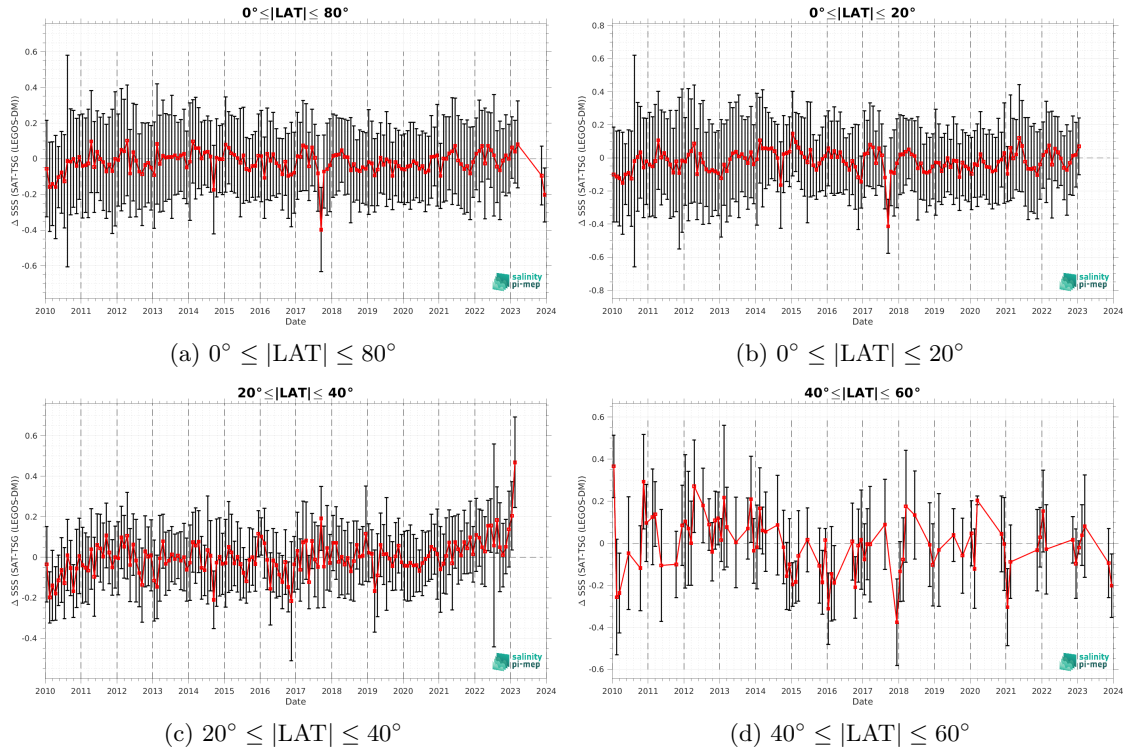 0°≤|LAT|≤ 80°
Δ SSS (SAT-TSG (LEGOS-DM))
0.6
0.4
0.2
0
-0.2
-0.4
-0.6
2010 2011 2012 2013 2014 2015 2016 2017 2018 2019 2020 2021 2022 2023 2024
Date
salinity
pi-mep
(a) 0° ≤ |LAT| ≤ 80°
0°≤|LAT|≤ 20°
Δ SSS (SAT-TSG (LEGOS-DM))
0.8
0.6
0.4
0.2
0
-0.2
-0.4
-0.6
-0.8
2010 2011 2012 2013 2014 2015 2016 2017 2018 2019 2020 2021 2022 2023 2024
Date
salinity
pi-mep
(b) 0° ≤ |LAT| ≤ 20°
20°≤|LAT|≤ 40°
Δ SSS (SAT-TSG (LEGOS-DM))
0.6
0.4
0.2
0
-0.2
-0.4
2010 2011 2012 2013 2014 2015 2016 2017 2018 2019 2020 2021 2022 2023 2024
Date
salinity
pi-mep
(c) 20° ≤ |LAT| ≤ 40°
40°≤|LAT|≤ 60°
Δ SSS (SAT-TSG (LEGOS-DM))
0.6
0.4
0.2
0
-0.2
-0.4
-0.6
2010 2011 2012 2013 2014 2015 2016 2017 2018 2019 2020 2021 2022 2023 2024
Date
salinity
pi-mep
(d) 40° ≤ |LAT| ≤ 60°